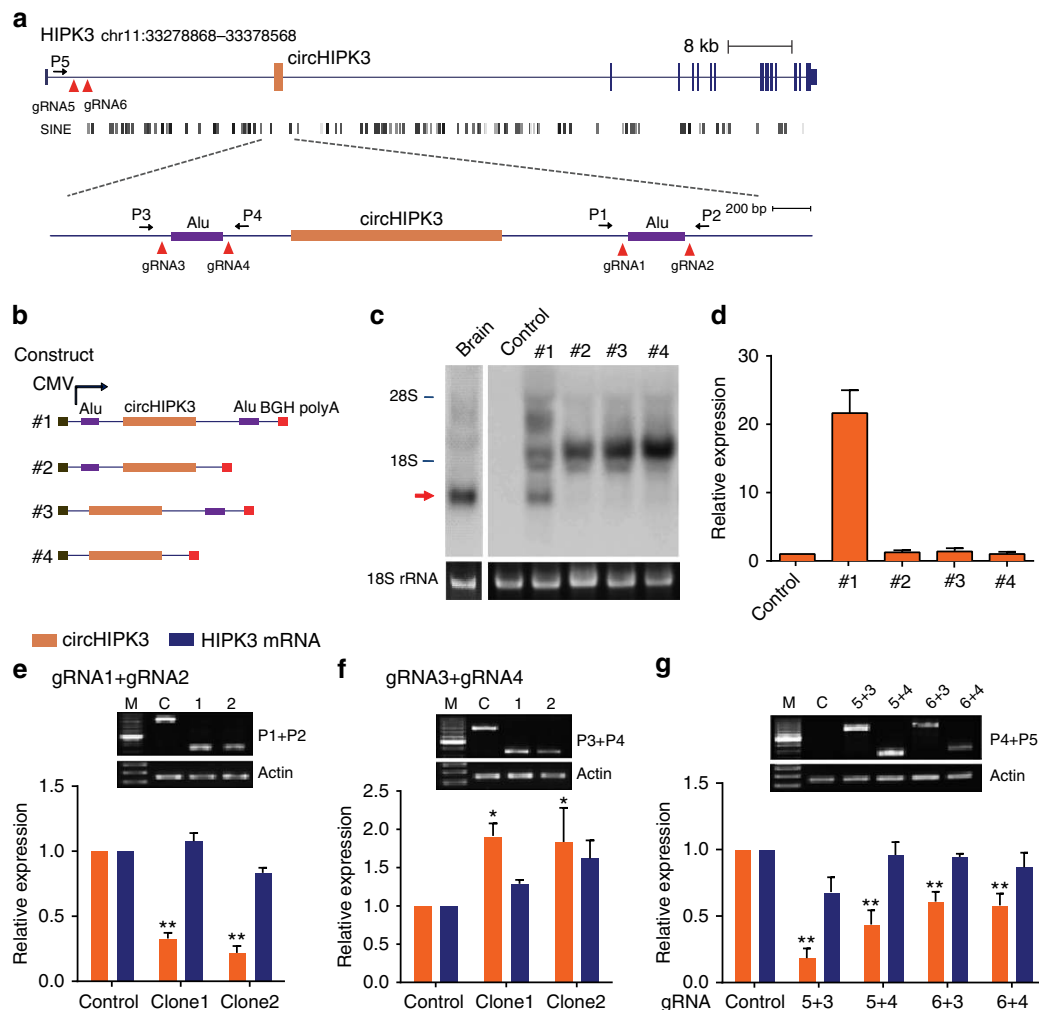 a
HIPK3 chr11:33278868–33378568
P5
circHIPK3
8 kb
gRNA5
gRNA6
SINE
P3
Alu
P4
circHIPK3
P1
Alu
P2
200 bp
gRNA3
gRNA4
gRNA1
gRNA2
b
Construct
CMV
Alu circHIPK3 Alu BGH polyA
#1
#2
#3
#4
c
Brain Control #1 #2 #3 #4
28S
18S
18S rRNA
d
Relative expression
30
20
10
0
Control #1 #2 #3 #4
circHIPK3 HIPK3 mRNA
e gRNA1+gRNA2
M C 1 2
P1+P2
Actin
Relative expression
1.5
1.0
0.5
0.0
**
**
Control Clone1 Clone2
f gRNA3+gRNA4
M C 1 2
P3+P4
Actin
Relative expression
2.5
2.0
1.5
1.0
0.5
0.0
*
*
Control Clone1 Clone2
g
M C 5+3 5+4 6+3 6+4
P4+P5
Actin
Relative expression
1.5
1.0
0.5
0.0
**
**
**
**
gRNA Control 5+3 5+4 6+3 6+4